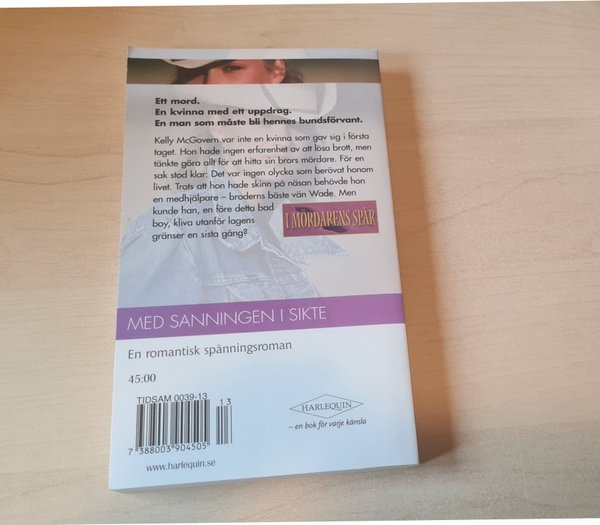 Ett mord.
En kvinna med ett uppdrag.
En man som måste bli hennes bundsförvant.
Kelly McGovern var inte en kvinna som gav sig i första
taget. Hon hade ingen erfarenhet av att lösa brott, men
tänkte göra allt för att hitta sin brors mördare. För en
sak stod klar: Det var ingen olycka som berövat honom
livet. Trots att hon hade skinn på näsan behövde hon
en medhjälpare – broderns bäste vän Wade. Men
kunde han, en före detta bad
boy, kliva utanför lagens
gränser en sista gång?
I MÖRDARENS SPÅR
MED SANNINGEN I SIKTE
En romantisk spänningsroman
45:00
TIDSAM 0039-13
13
7 388003 904505
www.harlequin.se
HARLEQUIN
– en bok för varje känsla